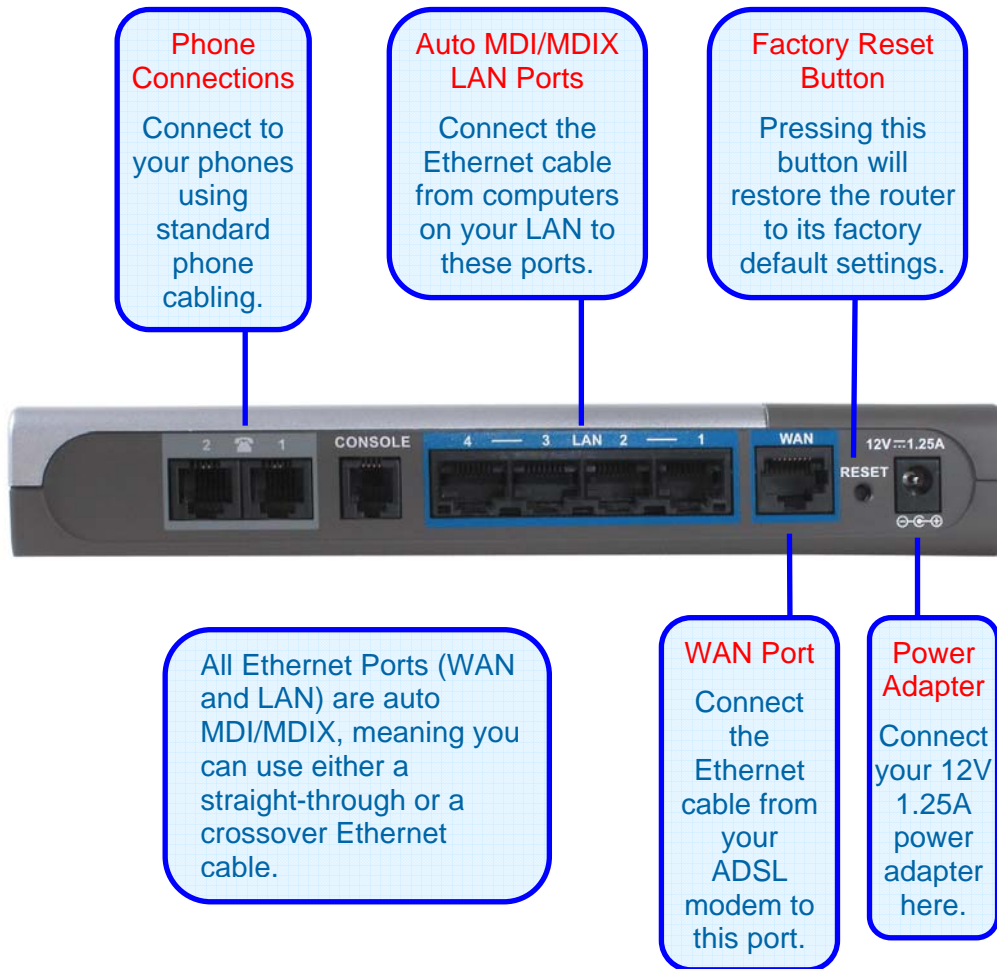 Phone
Connections
Connect to
your phones
using
standard
phone
cabling.
Auto MDI/MDIX
LAN Ports
Connect the
Ethernet cable
from computers
on your LAN to
these ports.
Factory Reset
Button
Pressing this
button will
restore the router
to its factory
default settings.
2 1
CONSOLE
4 3 LAN 2 1
WAN
12V 1.25A
RESET
All Ethernet Ports (WAN
and LAN) are auto
MDI/MDIX, meaning you
can use either a
straight-through or a
crossover Ethernet
cable.
WAN Port
Connect
the
Ethernet
cable from
your
ADSL
modem to
this port.
Power
Adapter
Connect
your 12V
1.25A
power
adapter
here.